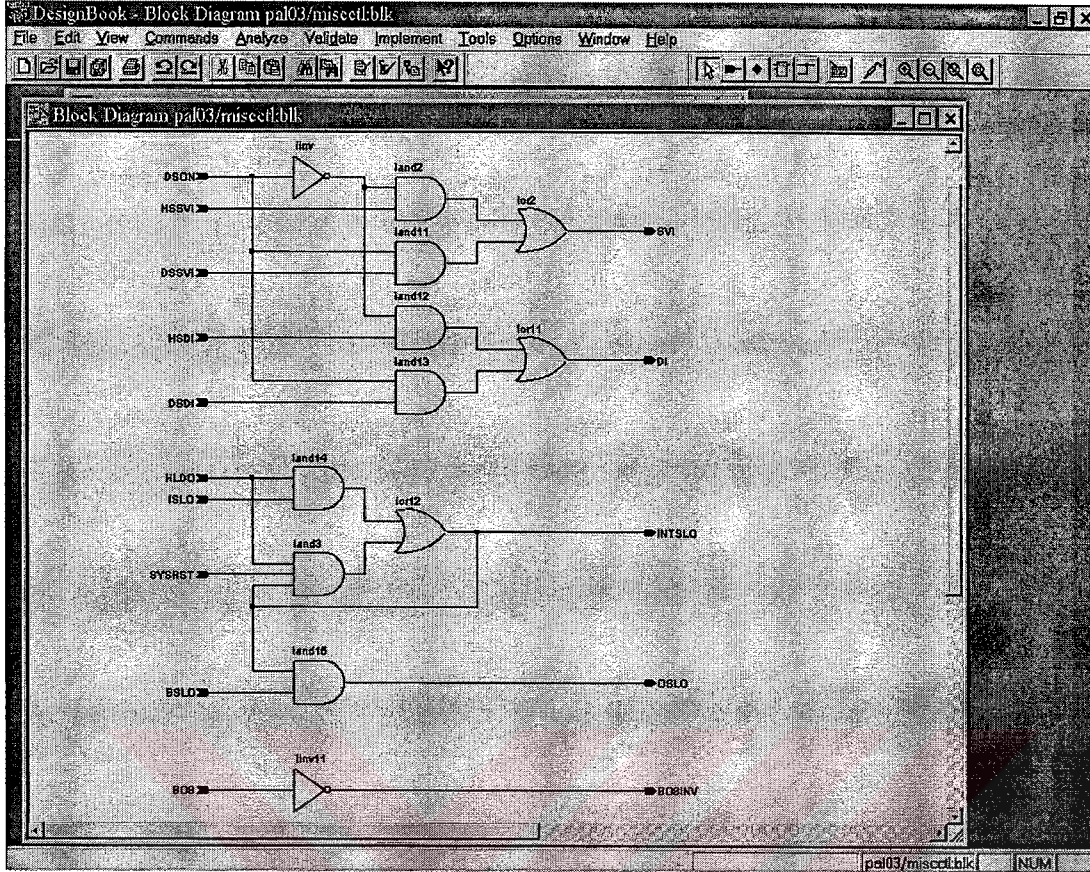 DesignBook - Block Diagram pal03/miscctl:blk
File Edit View Commands Analyze Validate Implement Tools Options Window Help
Block Diagram pal03/miscctl:blk
linv
land2
DSON
HSSVI
lor2
SVI
land11
DSSVI
land12
HSDI
lor11
DI
land13
DSDI
land14
HLDO
ISLO
lor12
INTSLO
land3
SYSRST
land15
BSLO
OSLO
linv11
BO8
BO8INV
pal03/miscctl:blk
NUM